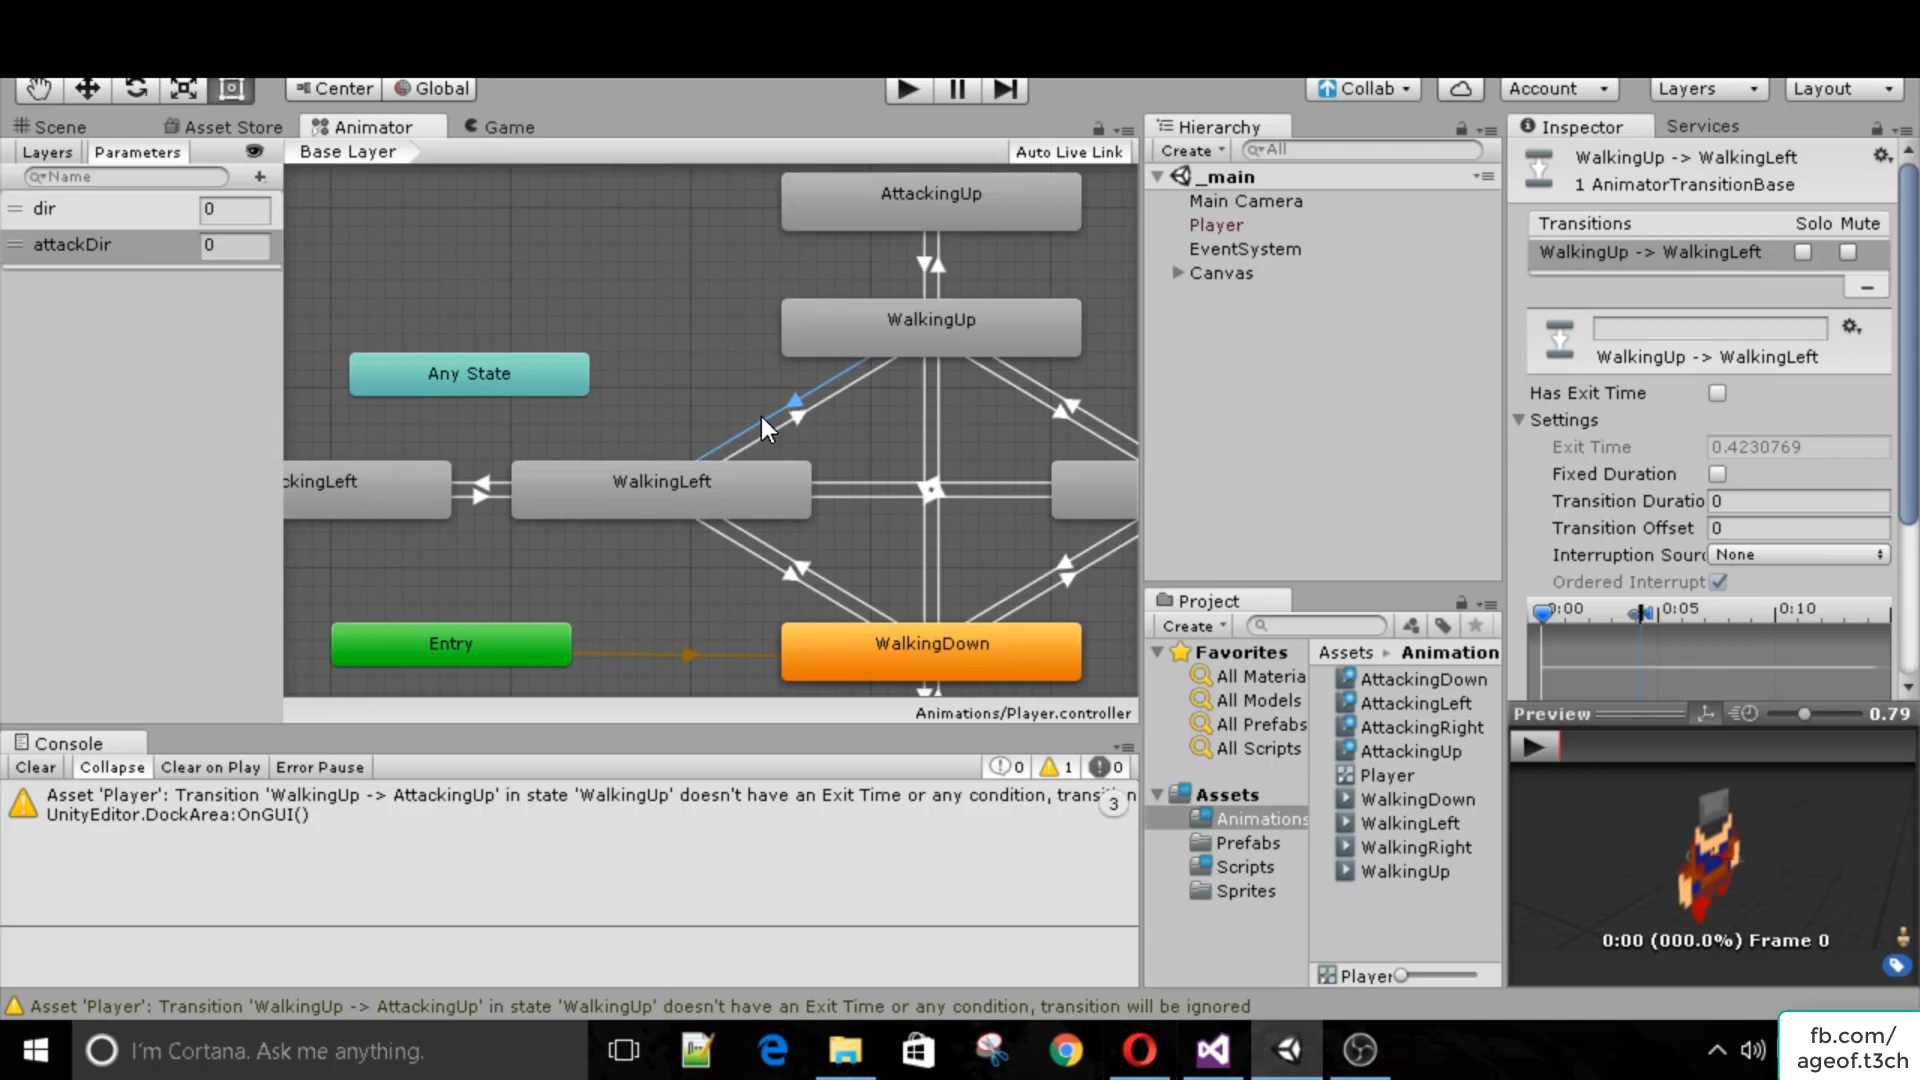 Center
Global
Collab
Account
Layers
Layout
Scene
Asset Store
Animator
Game
Layers
Parameters
Base Layer
Auto Live Link
Name
dir
0
attackDir
0
AttackingUp
WalkingUp
Any State
ckingLeft
WalkingLeft
Entry
WalkingDown
Animations/Player.controller
Hierarchy
Create
All
_main
Main Camera
Player
EventSystem
Canvas
Inspector
Services
WalkingUp -> WalkingLeft
1 AnimatorTransitionBase
Transitions
Solo Mute
WalkingUp -> WalkingLeft
WalkingUp -> WalkingLeft
Has Exit Time
Settings
Exit Time
0.4230769
Fixed Duration
Transition Duratio
0
Transition Offset
0
Interruption Sourc
None
Ordered Interrupt
0:00
0:05
0:10
Preview
0.79
0:00 (000.0%) Frame 0
Project
Create
Favorites
All Materia
All Models
All Prefabs
All Scripts
Assets
Animations
Prefabs
Scripts
Sprites
Assets
Animation
AttackingDown
AttackingLeft
AttackingRight
AttackingUp
Player
WalkingDown
WalkingLeft
WalkingRight
WalkingUp
Player
Console
Clear
Collapse
Clear on Play
Error Pause
0
1
0
Asset 'Player': Transition 'WalkingUp -> AttackingUp' in state 'WalkingUp' doesn't have an Exit Time or any condition, transition
UnityEditor.DockArea:OnGUI()
3
Asset 'Player': Transition 'WalkingUp -> AttackingUp' in state 'WalkingUp' doesn't have an Exit Time or any condition, transition will be ignored
I'm Cortana. Ask me anything.
fb.com/
ageof.t3ch